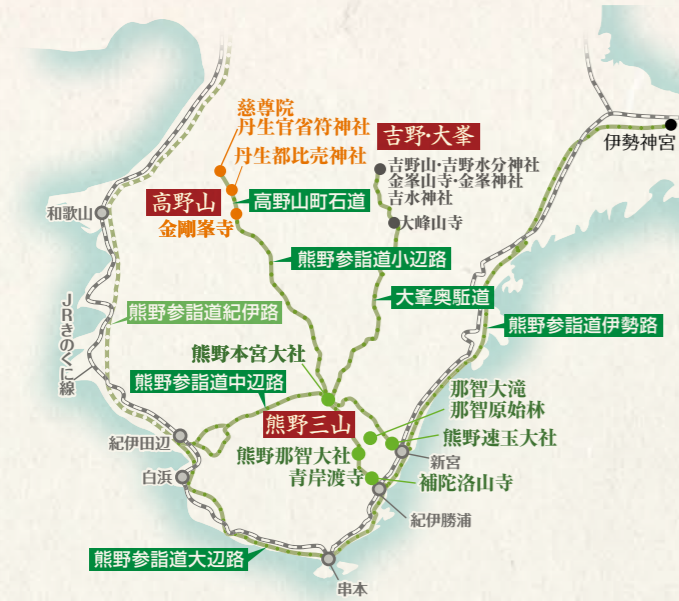 慈尊院
丹生官省符神社
丹生都比売神社
吉野・大峯
伊勢神宮
吉野山・吉野水分神社
金峯山寺・金峯神社
吉水神社
高野山
高野山町石道
和歌山
金剛峯寺
大峰山寺
熊野参詣道小辺路
大峯奥駈道
JRきのくに線
熊野参詣道紀伊路
熊野参詣道伊勢路
熊野本宮大社
熊野参詣道中辺路
那智大滝
那智原始林
熊野三山
紀伊田辺
熊野速玉大社
熊野那智大社
新宮
白浜
青岸渡寺
補陀洛山寺
紀伊勝浦
熊野参詣道大辺路
串本